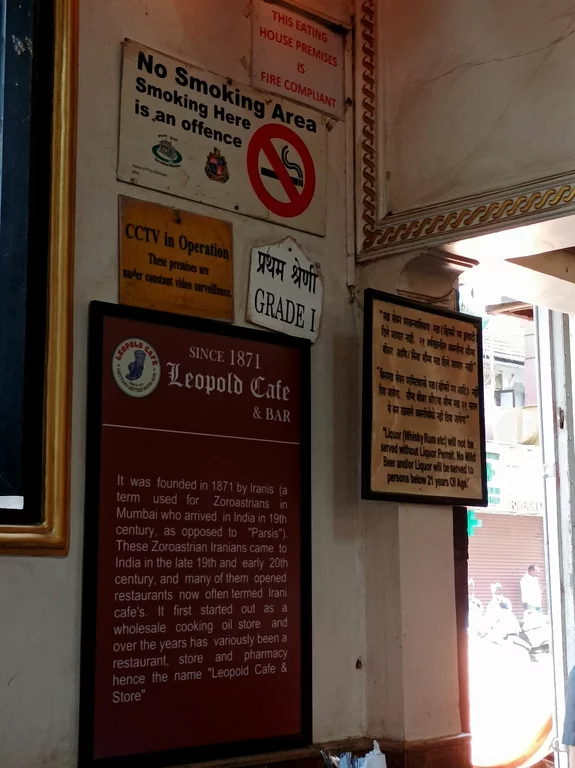 THIS EATING
HOUSE PREMISES
IS
FIRE COMPLIANT
No Smoking Area
Smoking Here
is an offence
CCTV in Operation
These premises are
under constant video surveillance.
प्रथम श्रेणी
GRADE I
LEOPOLD CAFE
SINCE 1871
Leopold Cafe
& BAR
It was founded in 1871 by Iranis (a
term used for Zoroastrians in
Mumbai who arrived in India in 19th
century, as opposed to "Parsis").
These Zoroastrian Iranians came to
India in the late 19th and early 20th
century, and many of them opened
restaurants now often termed Irani
cafe's. It first started out as a
wholesale cooking oil store and
over the years has variously been a
restaurant, store and pharmacy
hence the name "Leopold Cafe &
Store"
"Liquor (Whisky Rum etc) will not be
served without Liquor Permit. No Mild
Beer and/or Liquor will be served to
persons below 21 years Of Age."